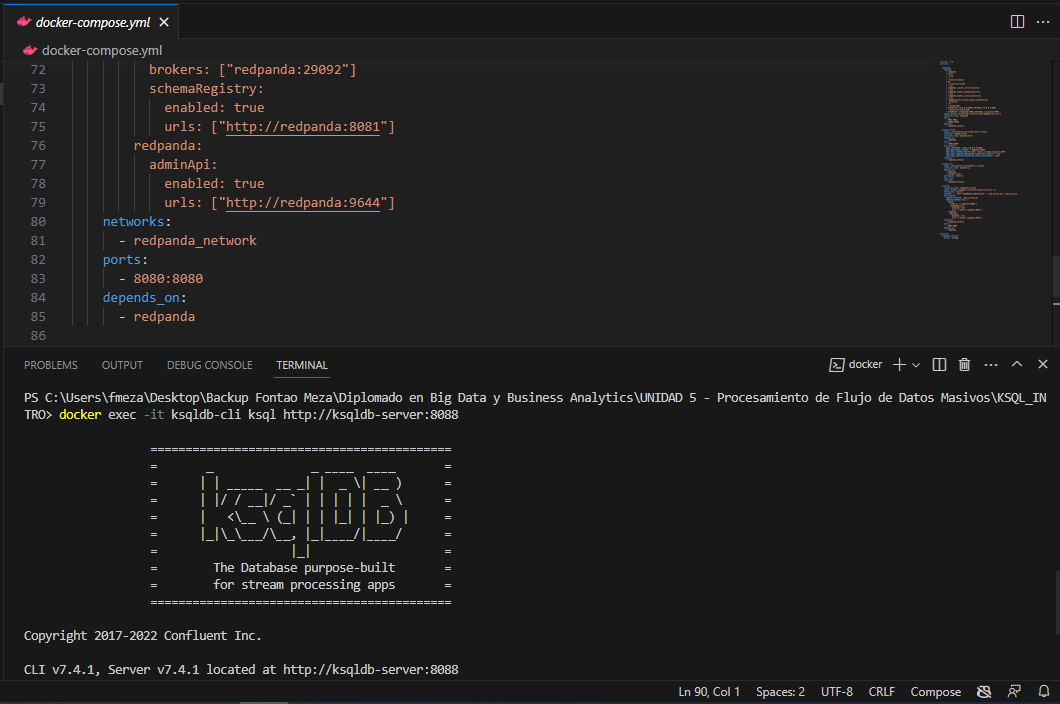 docker-compose.yml
docker-compose.yml
72 brokers: ["redpanda:29092"]
73 schemaRegistry:
74 enabled: true
75 urls: ["http://redpanda:8081"]
76 redpanda:
77 adminApi:
78 enabled: true
79 urls: ["http://redpanda:9644"]
80 networks:
81 - redpanda_network
82 ports:
83 - 8080:8080
84 depends_on:
85 - redpanda
86
PROBLEMS OUTPUT DEBUG CONSOLE TERMINAL docker
PS C:\Users\fmeza\Desktop\Backup Fontao Meza\Diplomado en Big Data y Business Analytics\UNIDAD 5 - Procesamiento de Flujo de Datos Masivos\KSQL_IN
TRO> docker exec -it ksqldb-cli ksql http://ksqldb-server:8088
===========================================
ksqlDB
= The Database purpose-built =
= for stream processing apps =
===========================================
Copyright 2017-2022 Confluent Inc.
CLI v7.4.1, Server v7.4.1 located at http://ksqldb-server:8088
Ln 90, Col 1 Spaces: 2 UTF-8 CRLF Compose